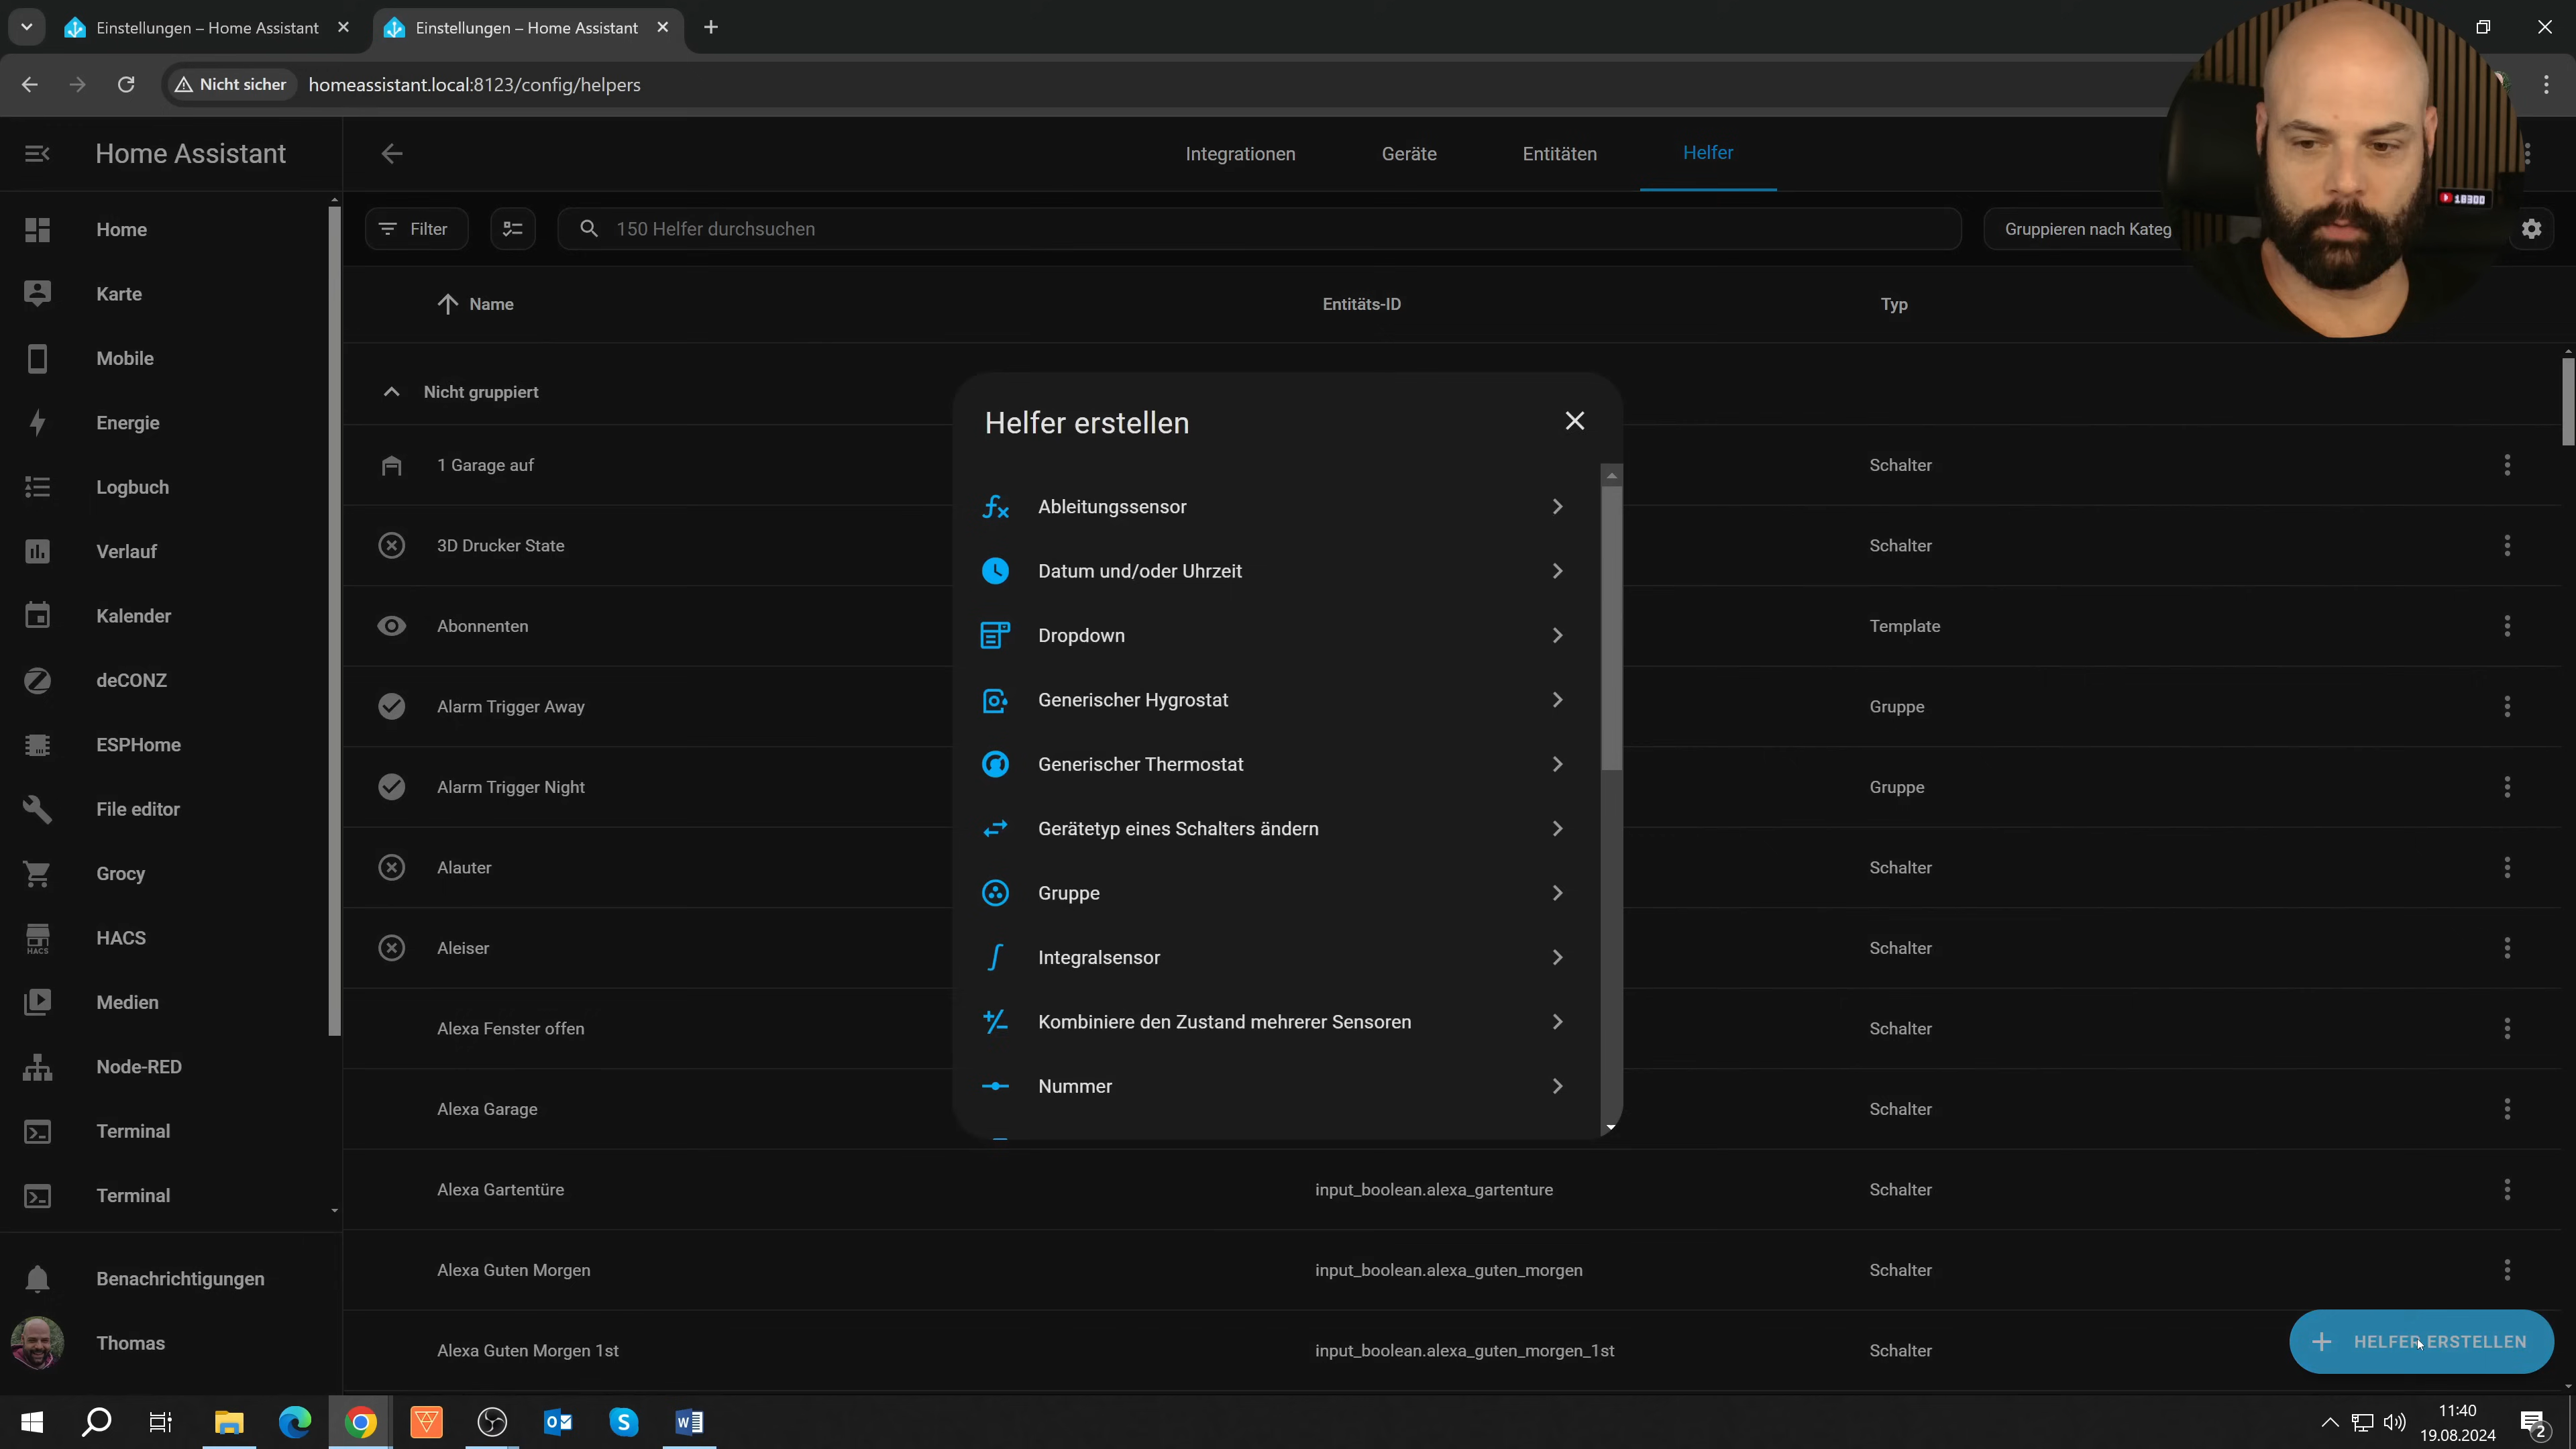 Einstellungen – Home Assistant
Einstellungen – Home Assistant
Nicht sicher
homeassistant.local:8123/config/helpers
Home Assistant
Integrationen
Geräte
Entitäten
Helfer
18300
Filter
150 Helfer durchsuchen
Gruppieren nach Kateg
Name
Entitäts-ID
Typ
Home
Karte
Mobile
Energie
Logbuch
Verlauf
Kalender
deCONZ
ESPHome
File editor
Grocy
HACS
HACS
Medien
Node-RED
Terminal
Terminal
Benachrichtigungen
Thomas
Nicht gruppiert
1 Garage auf
Schalter
3D Drucker State
Schalter
Abonnenten
Template
Alarm Trigger Away
Gruppe
Alarm Trigger Night
Gruppe
Alauter
Schalter
Aleiser
Schalter
Alexa Fenster offen
Schalter
Alexa Garage
Schalter
Alexa Gartentüre
input_boolean.alexa_gartenture
Schalter
Alexa Guten Morgen
input_boolean.alexa_guten_morgen
Schalter
Alexa Guten Morgen 1st
input_boolean.alexa_guten_morgen_1st
Schalter
Helfer erstellen
Ableitungssensor
Datum und/oder Uhrzeit
Dropdown
Generischer Hygrostat
Generischer Thermostat
Gerätetyp eines Schalters ändern
Gruppe
Integralsensor
Kombiniere den Zustand mehrerer Sensoren
Nummer
HELFER ERSTELLEN
11:40
19.08.2024
2